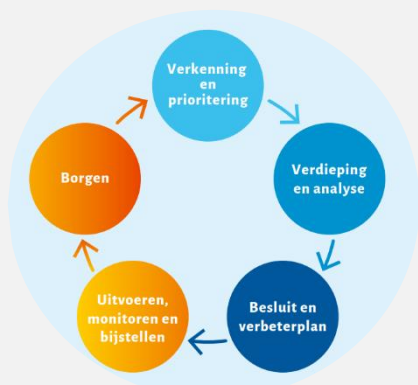 Verkenning
en
prioritering
Verdieping
en analyse
Besluit en
verbeterplan
Uitvoeren,
monitoren en
bijstellen
Borgen